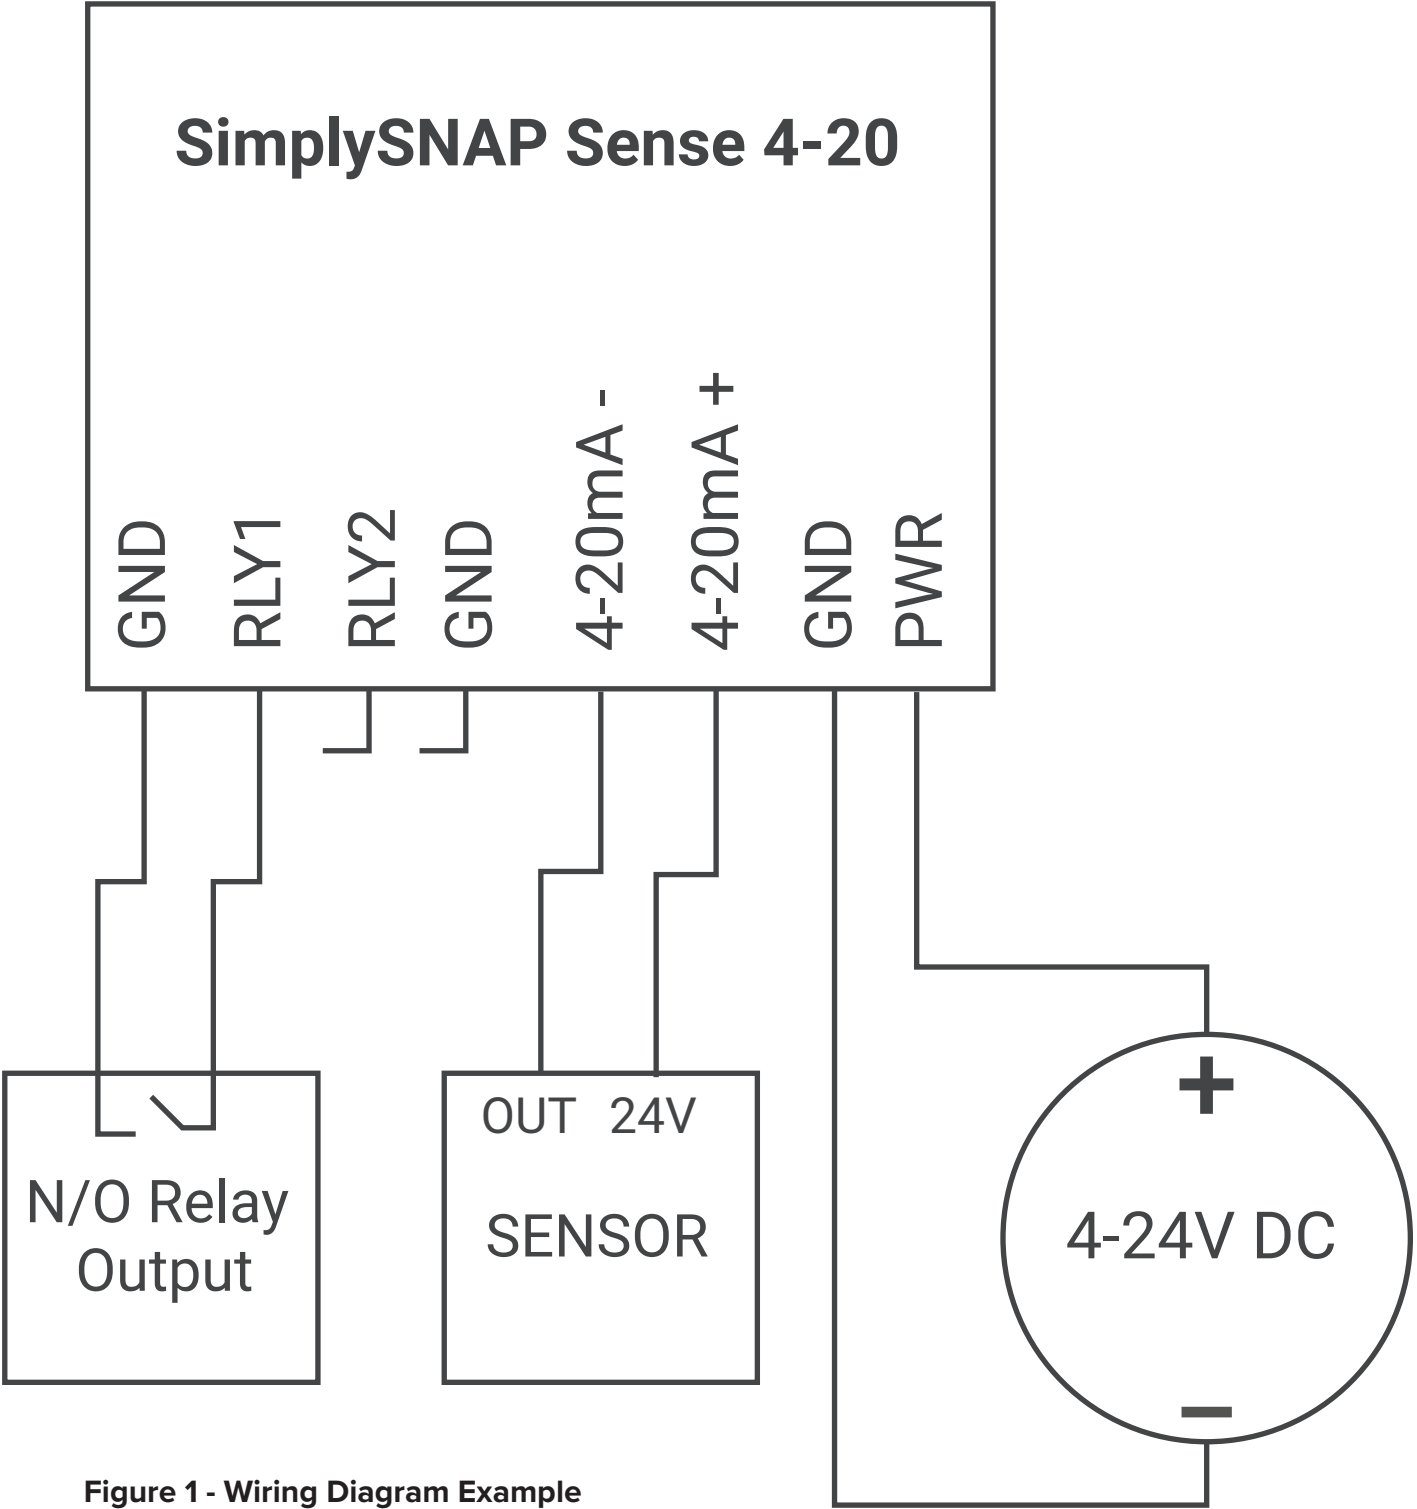 SimplySNAP Sense 4-20
GND
RLY1
RLY2
GND
4-20mA -
4-20mA +
GND
PWR
N/O Relay
Output
OUT 24V
SENSOR
+
4-24V DC
−
Figure 1 - Wiring Diagram Example